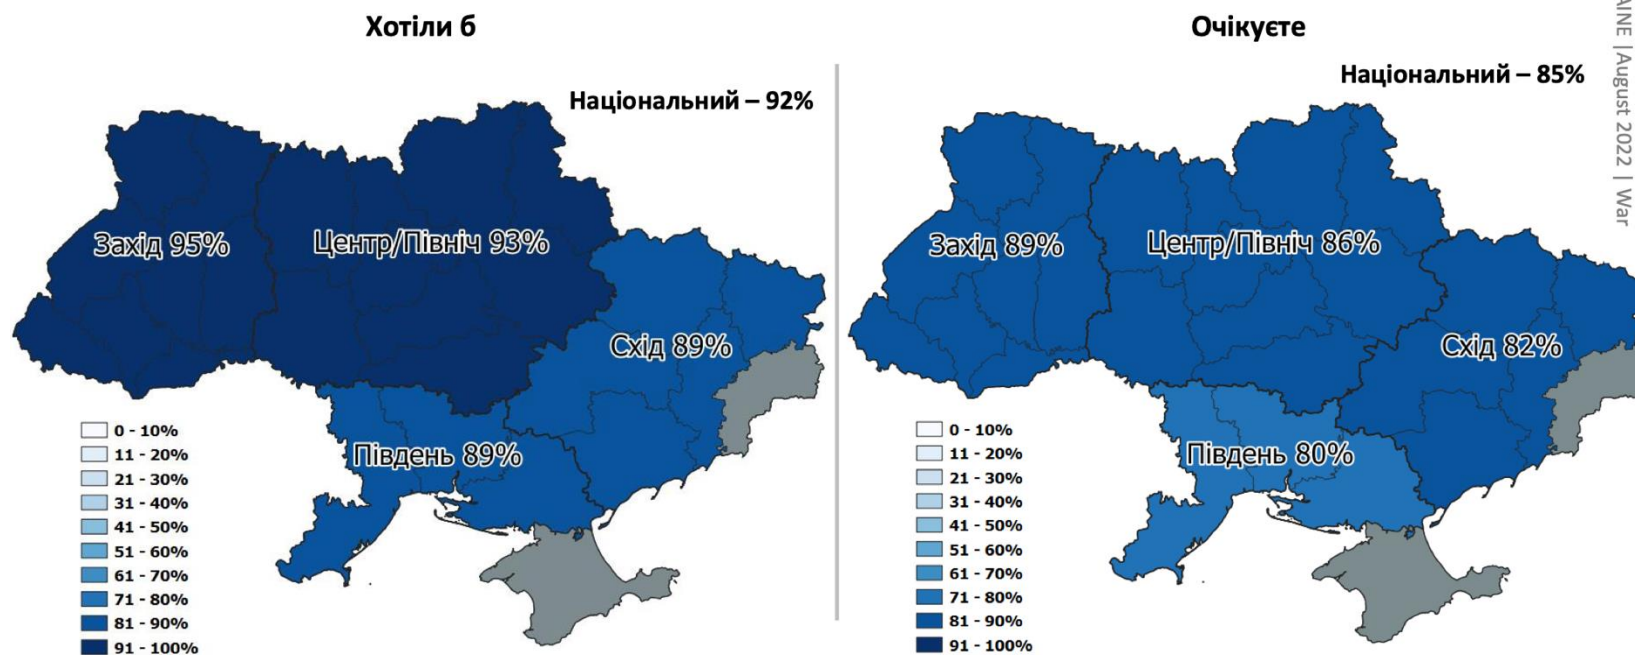 Хотіли б
Національний – 92%
Захід 95%
Центр/Північ 93%
Схід 89%
Південь 89%
0 - 10%
11 - 20%
21 - 30%
31 - 40%
41 - 50%
51 - 60%
61 - 70%
71 - 80%
81 - 90%
91 - 100%
Очікуєте
Національний – 85%
Захід 89%
Центр/Північ 86%
Схід 82%
Південь 80%
0 - 10%
11 - 20%
21 - 30%
31 - 40%
41 - 50%
51 - 60%
61 - 70%
71 - 80%
81 - 90%
91 - 100%
|August 2022 | War